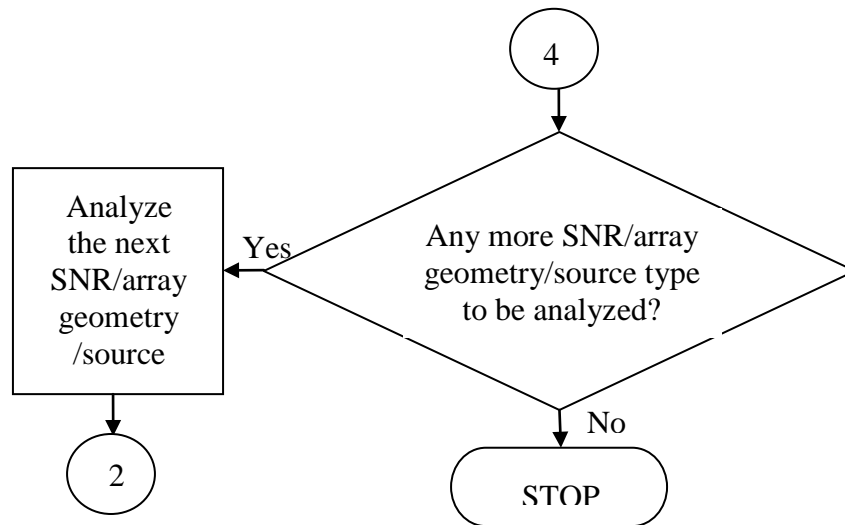 4
Any more SNR/array
geometry/source type
to be analyzed?
Yes
Analyze
the next
SNR/array
geometry
/source
2
No
STOP